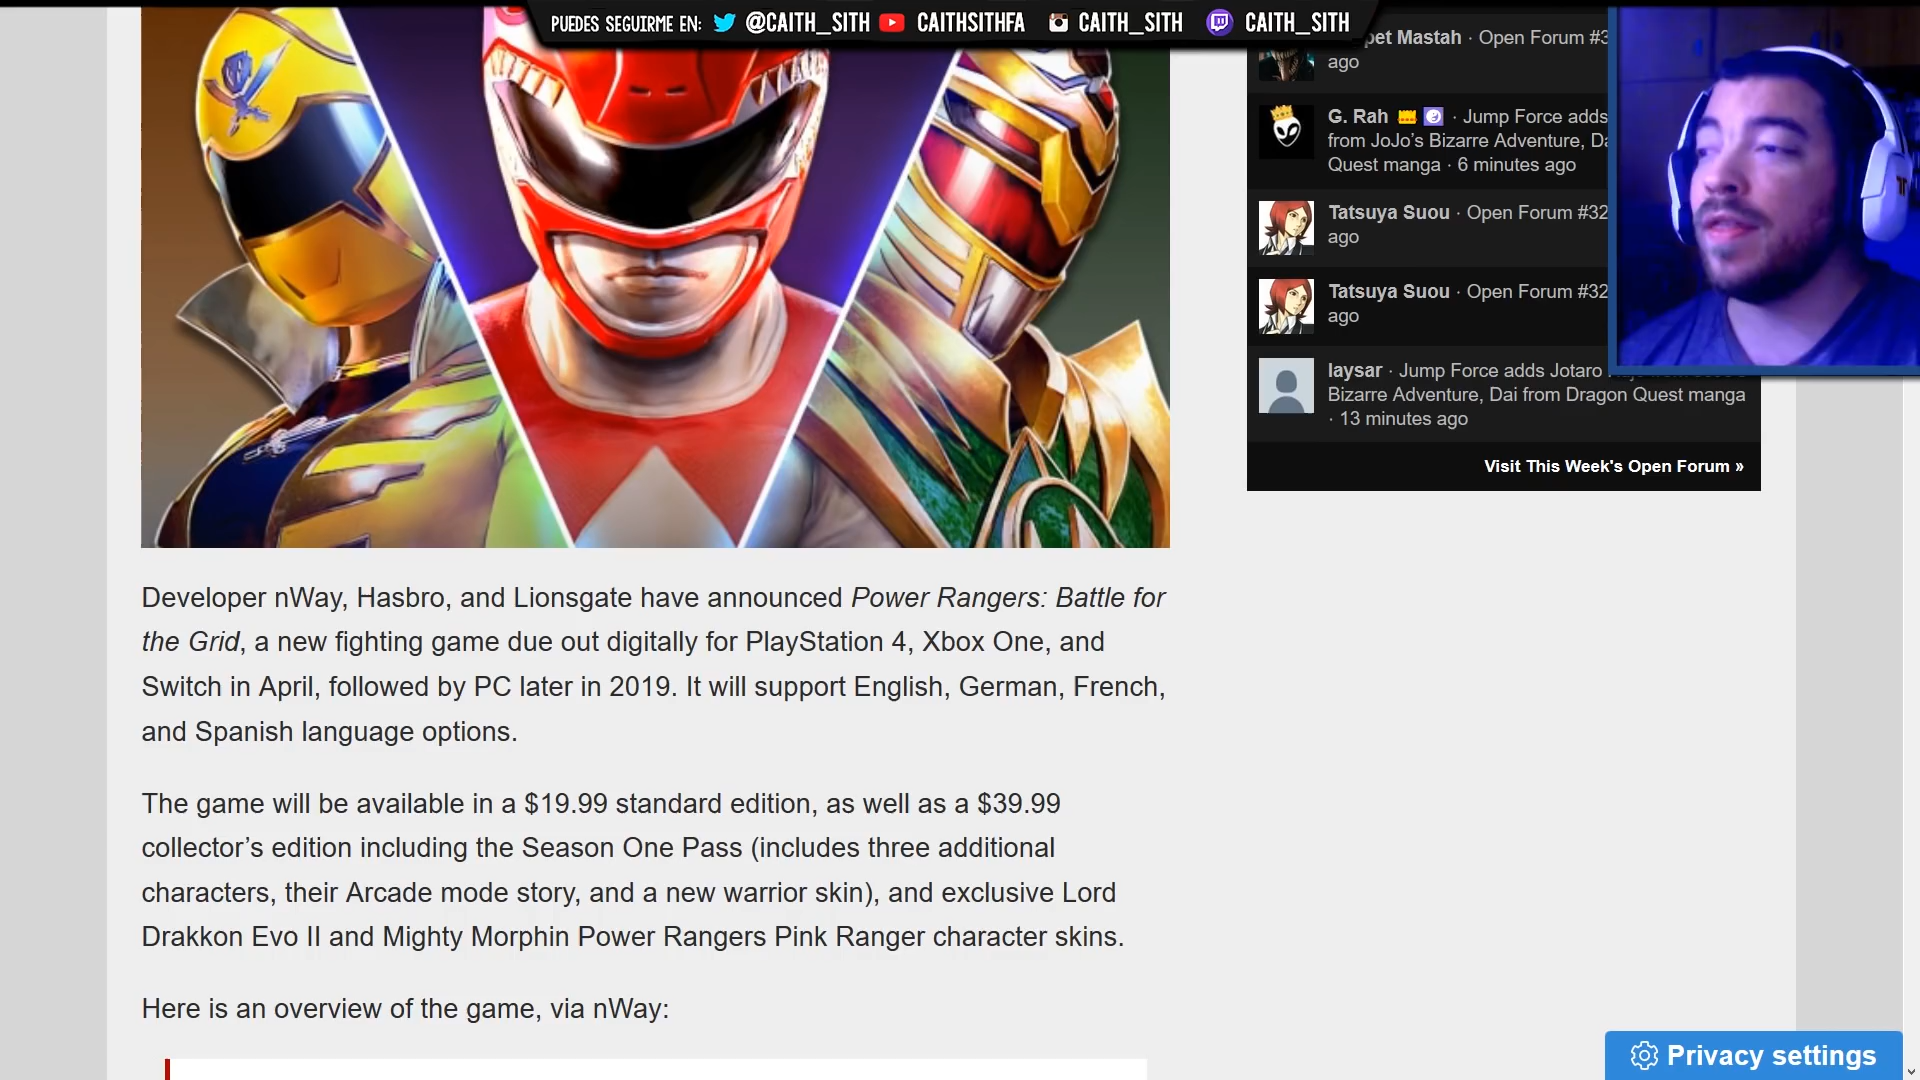 PUEDES SEGUIRME EN: @CAITH_SITH CAITHSITHFA CAITH_SITH CAITH_SITH
Mastah · Open Forum #3
ago
G. Rah · Jump Force adds
from JoJo's Bizarre Adventure,
Quest manga · 6 minutes ago
Tatsuya Suou · Open Forum #32
ago
Tatsuya Suou · Open Forum #32
ago
laysar · Jump Force adds Jotaro
Bizarre Adventure, Dai from Dragon Quest manga
· 13 minutes ago
Visit This Week's Open Forum »
Developer nWay, Hasbro, and Lionsgate have announced Power Rangers: Battle for
the Grid, a new fighting game due out digitally for PlayStation 4, Xbox One, and
Switch in April, followed by PC later in 2019. It will support English, German, French,
and Spanish language options.
The game will be available in a $19.99 standard edition, as well as a $39.99
collector’s edition including the Season One Pass (includes three additional
characters, their Arcade mode story, and a new warrior skin), and exclusive Lord
Drakkon Evo II and Mighty Morphin Power Rangers Pink Ranger character skins.
Here is an overview of the game, via nWay:
Privacy settings